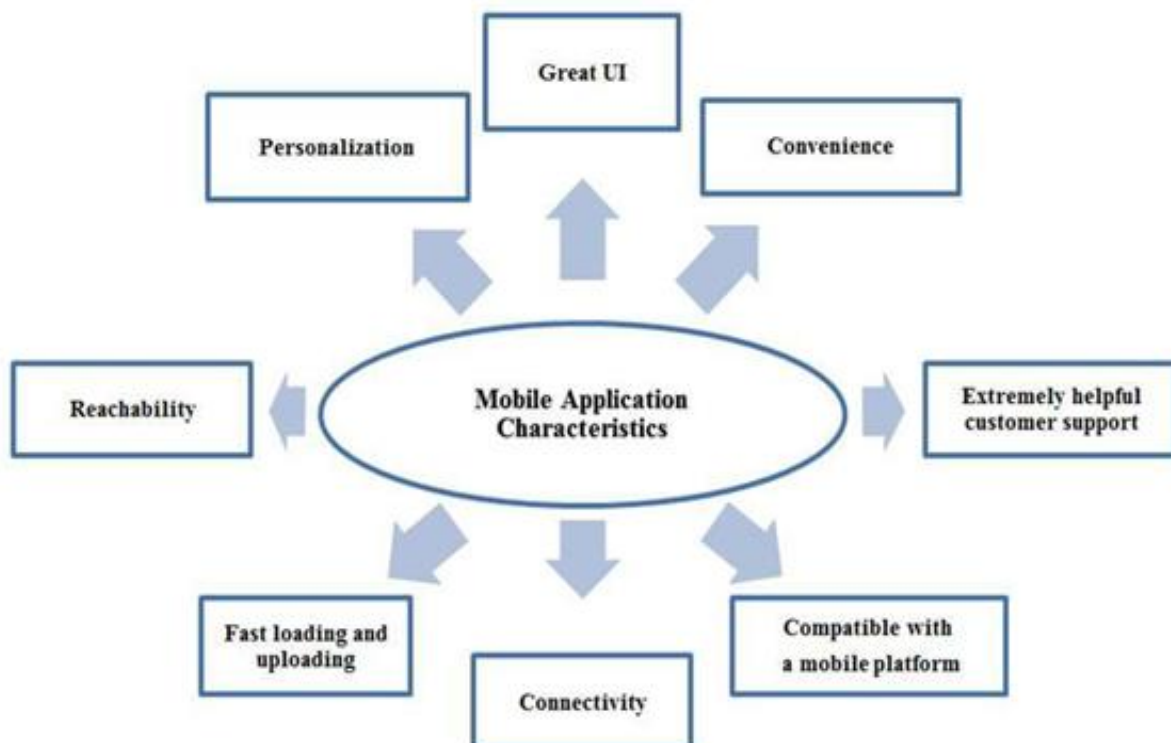 Great UI
Personalization
Convenience
Mobile Application
Characteristics
Reachability
Extremely helpful
customer support
Fast loading and
uploading
Compatible with
a mobile platform
Connectivity